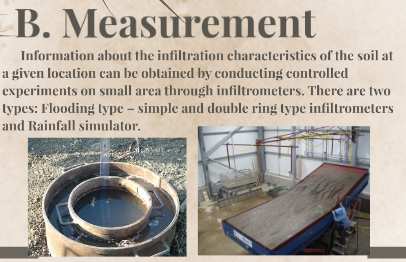 B. Measurement
Information about the infiltration characteristics of the soil at
a given location can be obtained by conducting controlled
experiments on small area through infiltrometers. There are two
types: Flooding type – simple and double ring type infiltrometers
and Rainfall simulator.